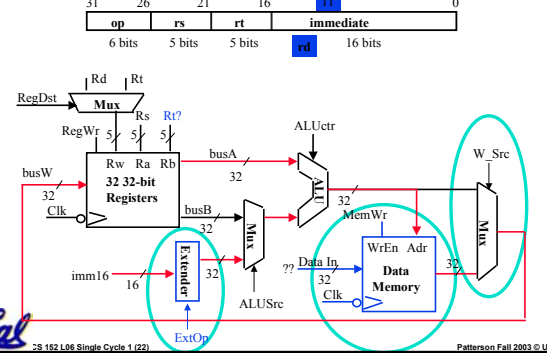 31 26 21 16 11 0
op rs rt immediate
6 bits 5 bits 5 bits rd 16 bits
Rd Rt
RegDst
Mux
Rs Rt?
RegWr 5 5 5
ALUctr
busA
W_Src
Rw Ra Rb
32
busW
32 32-bit
Registers
ALU
32
busB
32
32
MemWr
Clk
Mux
Mux
WrEn Adr
Extender
32
?? Data In
32
Data
Memory
32
imm16
16
Clk
ALUSrc
ExtOp
Cal
CS 152 L06 Single Cycle 1 (22) Patterson Fall 2003 © U